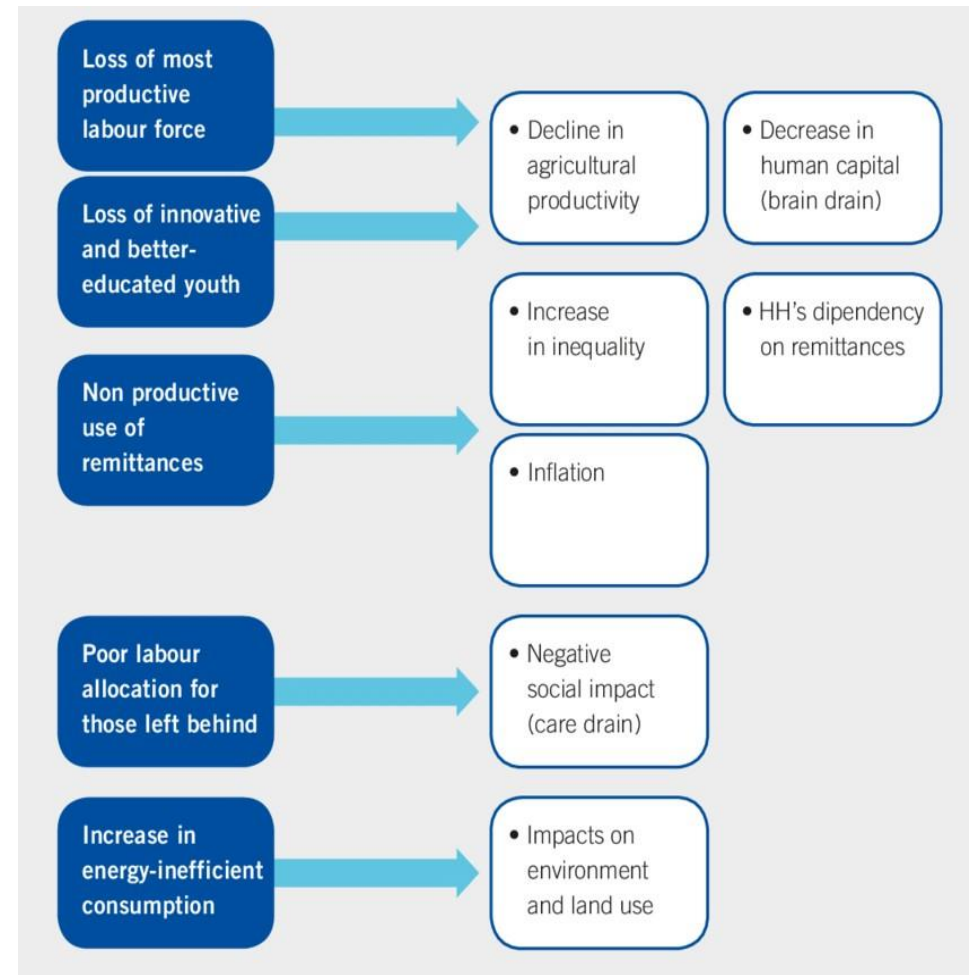 Loss of most
productive
labour force
Loss of innovative
and better-
educated youth
• Decline in
agricultural
productivity
• Decrease in
human capital
(brain drain)
Non productive
use of
remittances
• Increase
in inequality
• HH's dipendency
on remittances
• Inflation
Poor labour
allocation for
those left behind
• Negative
social impact
(care drain)
Increase in
energy-inefficient
consumption
• Impacts on
environment
and land use